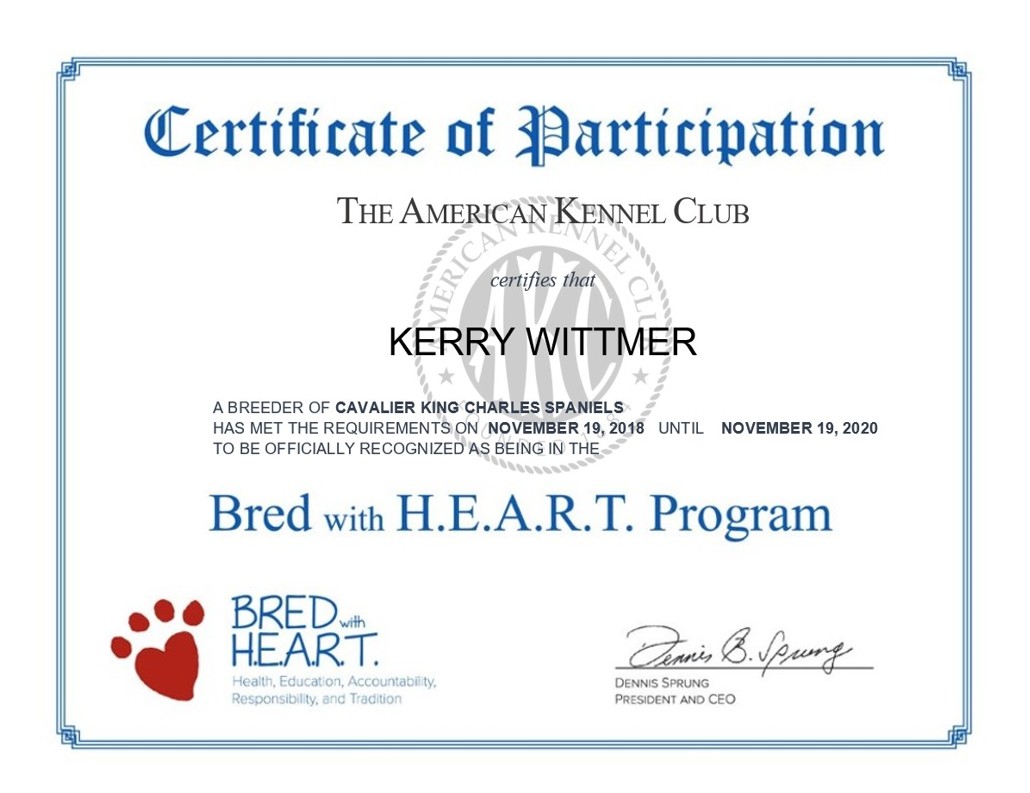 Certificate of Participation
THE AMERICAN KENNEL CLUB
AMERICAN KENNEL CLUB
AKC
certifies that
KERRY WITTMER
A BREEDER OF CAVALIER KING CHARLES SPANIELS
HAS MET THE REQUIREMENTS ON NOVEMBER 19, 2018 UNTIL NOVEMBER 19, 2020
TO BE OFFICIALLY RECOGNIZED AS BEING IN THE
Bred with H.E.A.R.T. Program
BRED with
H.E.A.R.T.
Health, Education, Accountability,
Responsibility, and Tradition
Dennis B. Sprung
DENNIS SPRUNG
PRESIDENT AND CEO